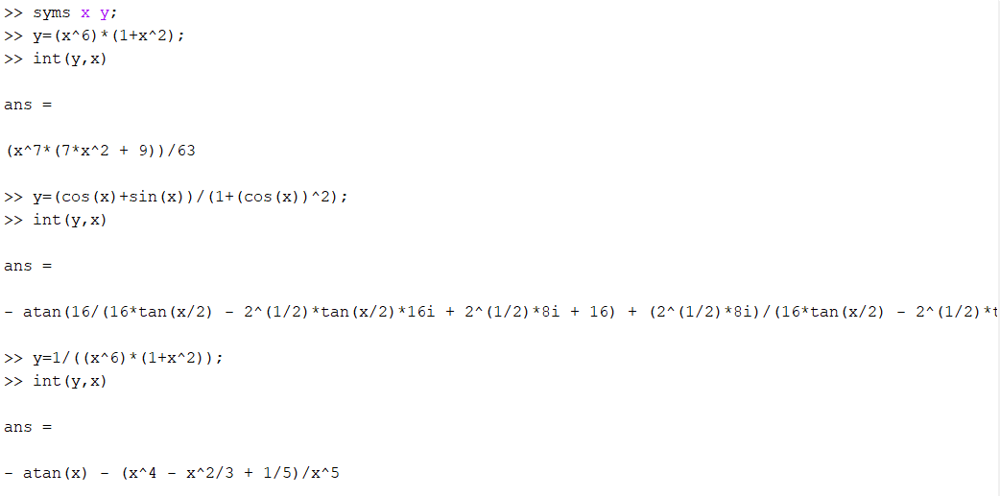 >> syms x y;
>> y=(x^6)*(1+x^2);
>> int(y,x)
ans =
(x^7*(7*x^2 + 9))/63
>> y=(cos(x)+sin(x))/(1+(cos(x))^2);
>> int(y,x)
ans =
- atan(16/(16*tan(x/2) - 2^(1/2)*tan(x/2)*16i + 2^(1/2)*8i + 16) + (2^(1/2)*8i)/(16*tan(x/2) - 2^(1/2)*t
>> y=1/((x^6)*(1+x^2));
>> int(y,x)
ans =
- atan(x) - (x^4 - x^2/3 + 1/5)/x^5